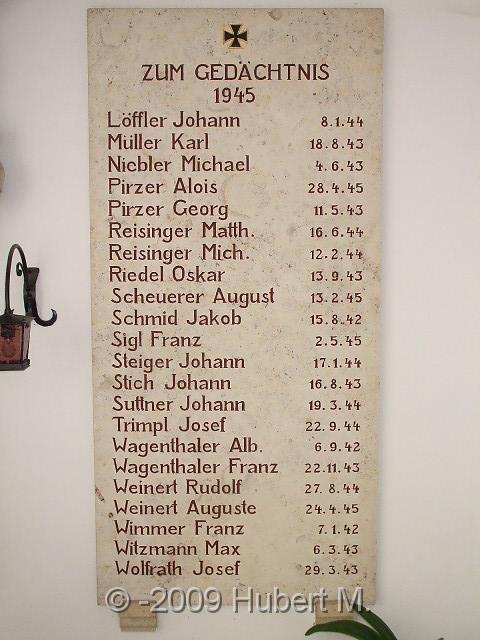 ZUM GEDÄCHTNIS
1945
Löffler Johann 8.1.44
Müller Karl 18.8.43
Niebler Michael 4.6.43
Pirzer Alois 28.4.45
Pirzer Georg 11.5.43
Reisinger Matth. 16.6.44
Reisinger Mich. 12.2.44
Riedel Oskar 13.9.43
Scheuerer August 13.2.45
Schmid Jakob 15.8.42
Sigl Franz 2.5.45
Steiger Johann 17.1.44
Stich Johann 16.8.43
Suttner Johann 19.3.44
Trimpl Josef 22.9.44
Wagenthaler Alb. 6.9.42
Wagenthaler Franz 22.11.43
Weinert Rudolf 27.8.44
Weinert Auguste 24.4.45
Wimmer Franz 7.1.42
Witzmann Max 6.3.43
Wolfrath Josef 29.3.43
© -2009 Hubert M.